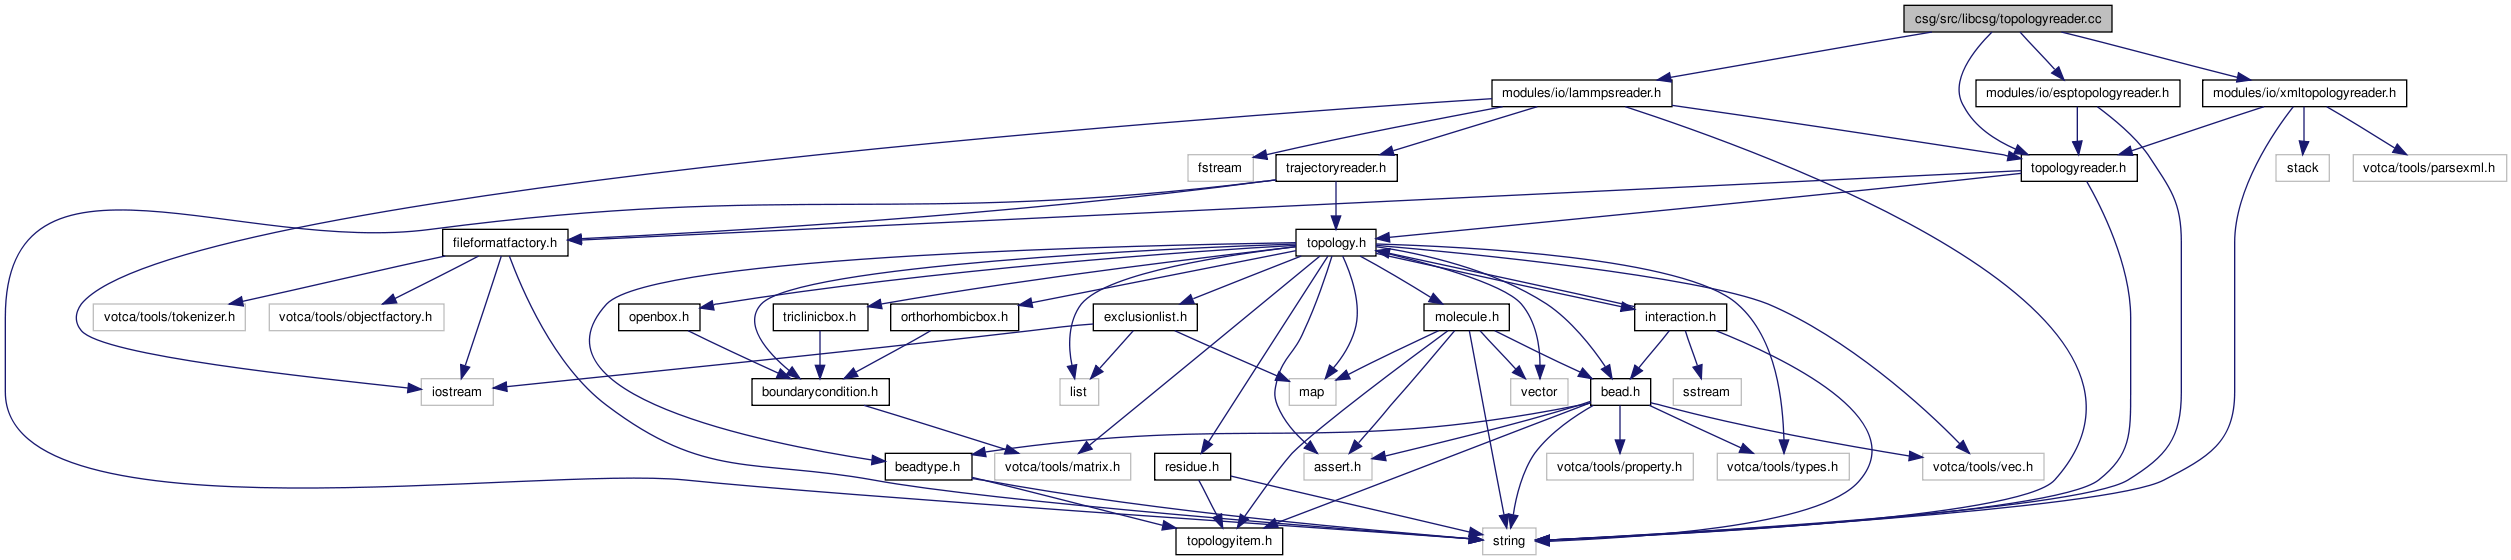 csg/src/libcsg/topologyreader.cc
modules/io/lammpsreader.h
modules/io/esptopologyreader.h
modules/io/xmltopologyreader.h
fstream
trajectoryreader.h
topologyreader.h
stack
votca/tools/parsexml.h
fileformatfactory.h
topology.h
votca/tools/tokenizer.h
votca/tools/objectfactory.h
openbox.h
triclinicbox.h
orthorhombicbox.h
exclusionlist.h
molecule.h
interaction.h
iostream
boundarycondition.h
list
map
vector
bead.h
sstream
beadtype.h
votca/tools/matrix.h
residue.h
assert.h
votca/tools/property.h
votca/tools/types.h
votca/tools/vec.h
topologyitem.h
string